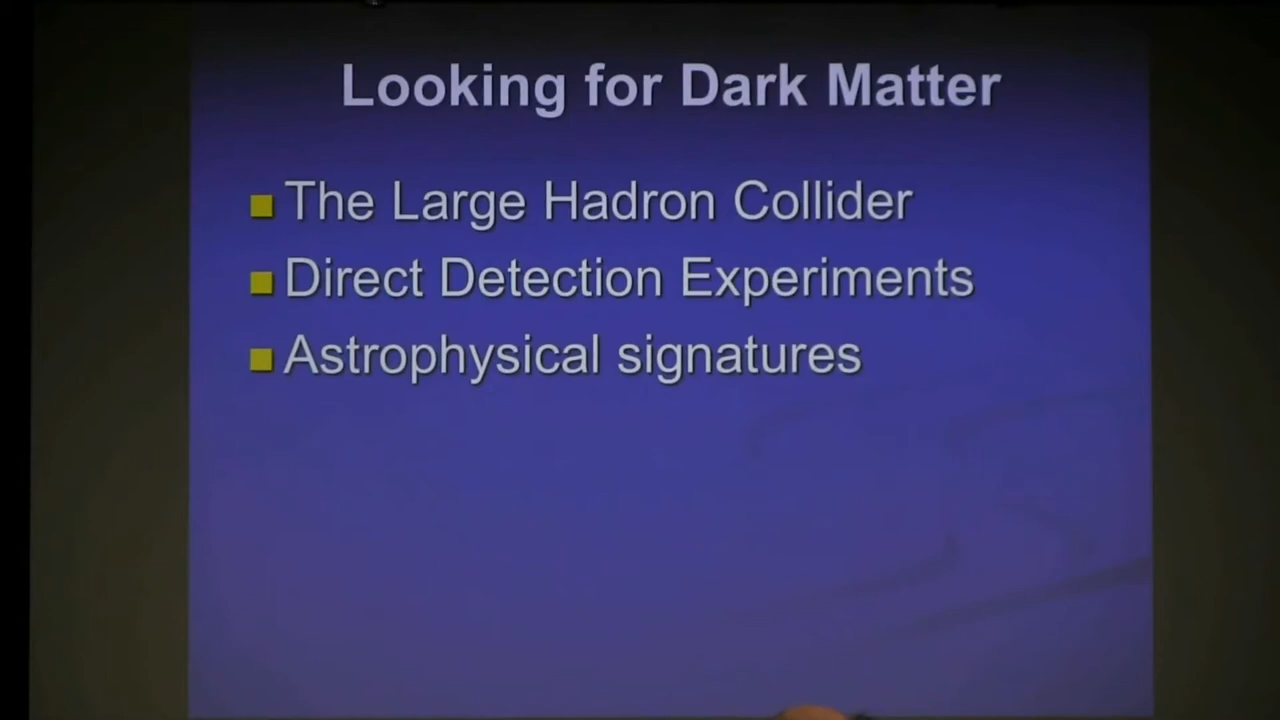 Looking for Dark Matter
The Large Hadron Collider
Direct Detection Experiments
Astrophysical signatures